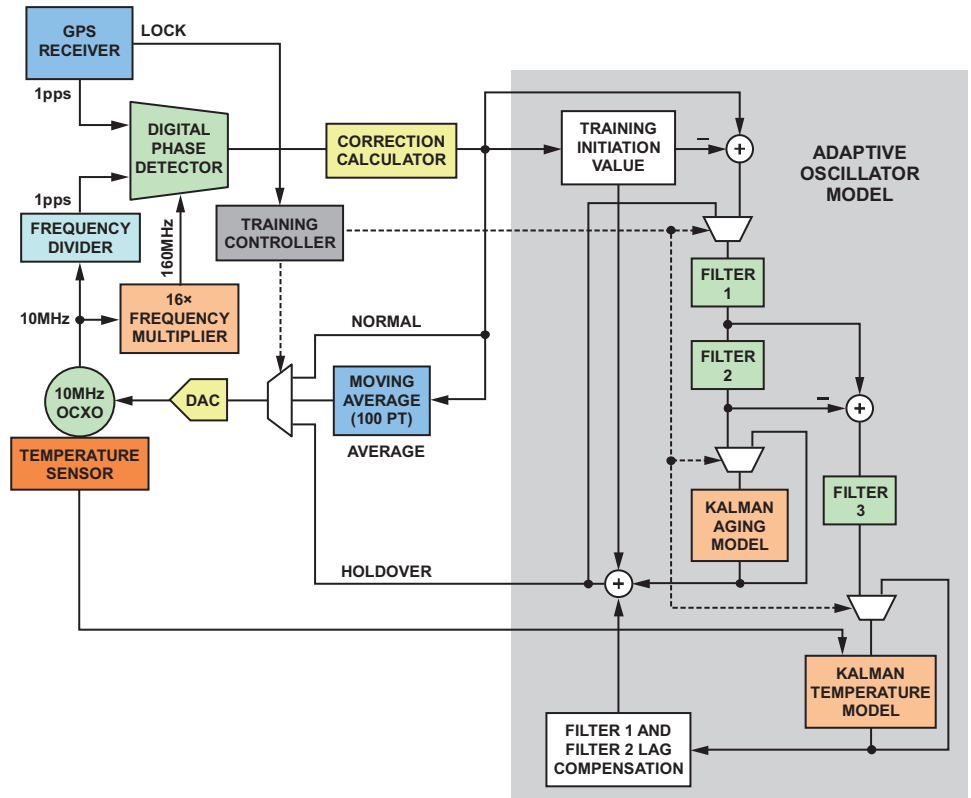 GPS
RECEIVER
LOCK
1pps
DIGITAL
PHASE
DETECTOR
CORRECTION
CALCULATOR
TRAINING
INITIATION
VALUE
–
+
ADAPTIVE
OSCILLATOR
MODEL
1pps
FREQUENCY
DIVIDER
160MHz
TRAINING
CONTROLLER
FILTER
1
10MHz
16×
FREQUENCY
MULTIPLIER
NORMAL
FILTER
2
10MHz
OCXO
DAC
MOVING
AVERAGE
(100 PT)
–
+
AVERAGE
TEMPERATURE
SENSOR
FILTER
3
KALMAN
AGING
MODEL
HOLDOVER
+
KALMAN
TEMPERATURE
MODEL
FILTER 1 AND
FILTER 2 LAG
COMPENSATION